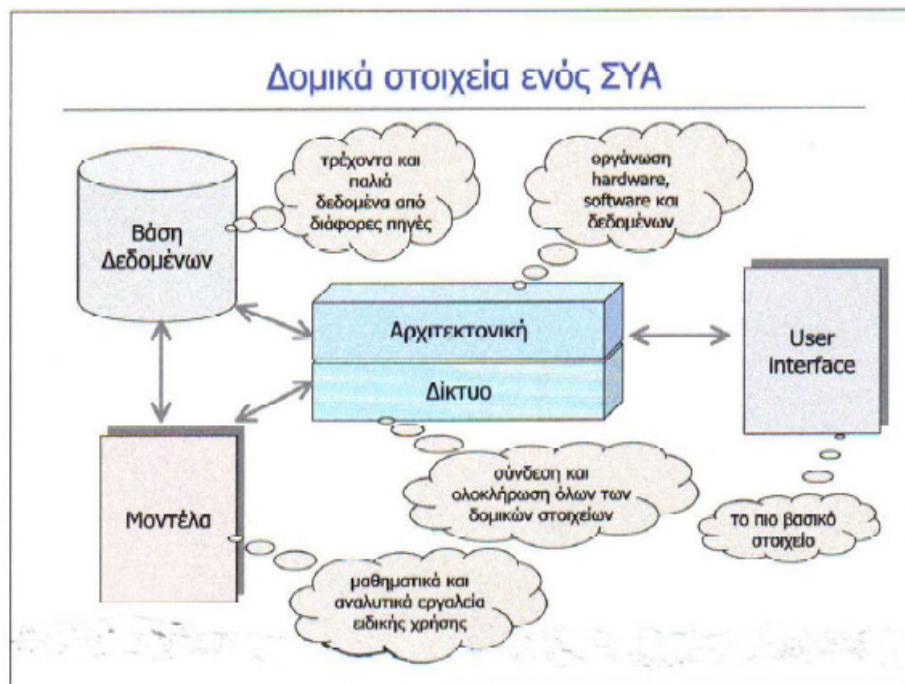 Δομικά στοιχεία ενός ΣΥΑ
τρέχοντα και
παλιά
δεδομένα από
διάφορες πηγές
οργάνωση
hardware,
software και
δεδομένων
Βάση
Δεδομένων
Αρχιτεκτονική
Δίκτυο
User
Interface
σύνδεση και
ολοκλήρωση όλων των
δομικών στοιχείων
το πιο βασικό
στοιχείο
Μοντέλα
μαθηματικά και
αναλυτικά εργαλεία
ειδικής χρήσης